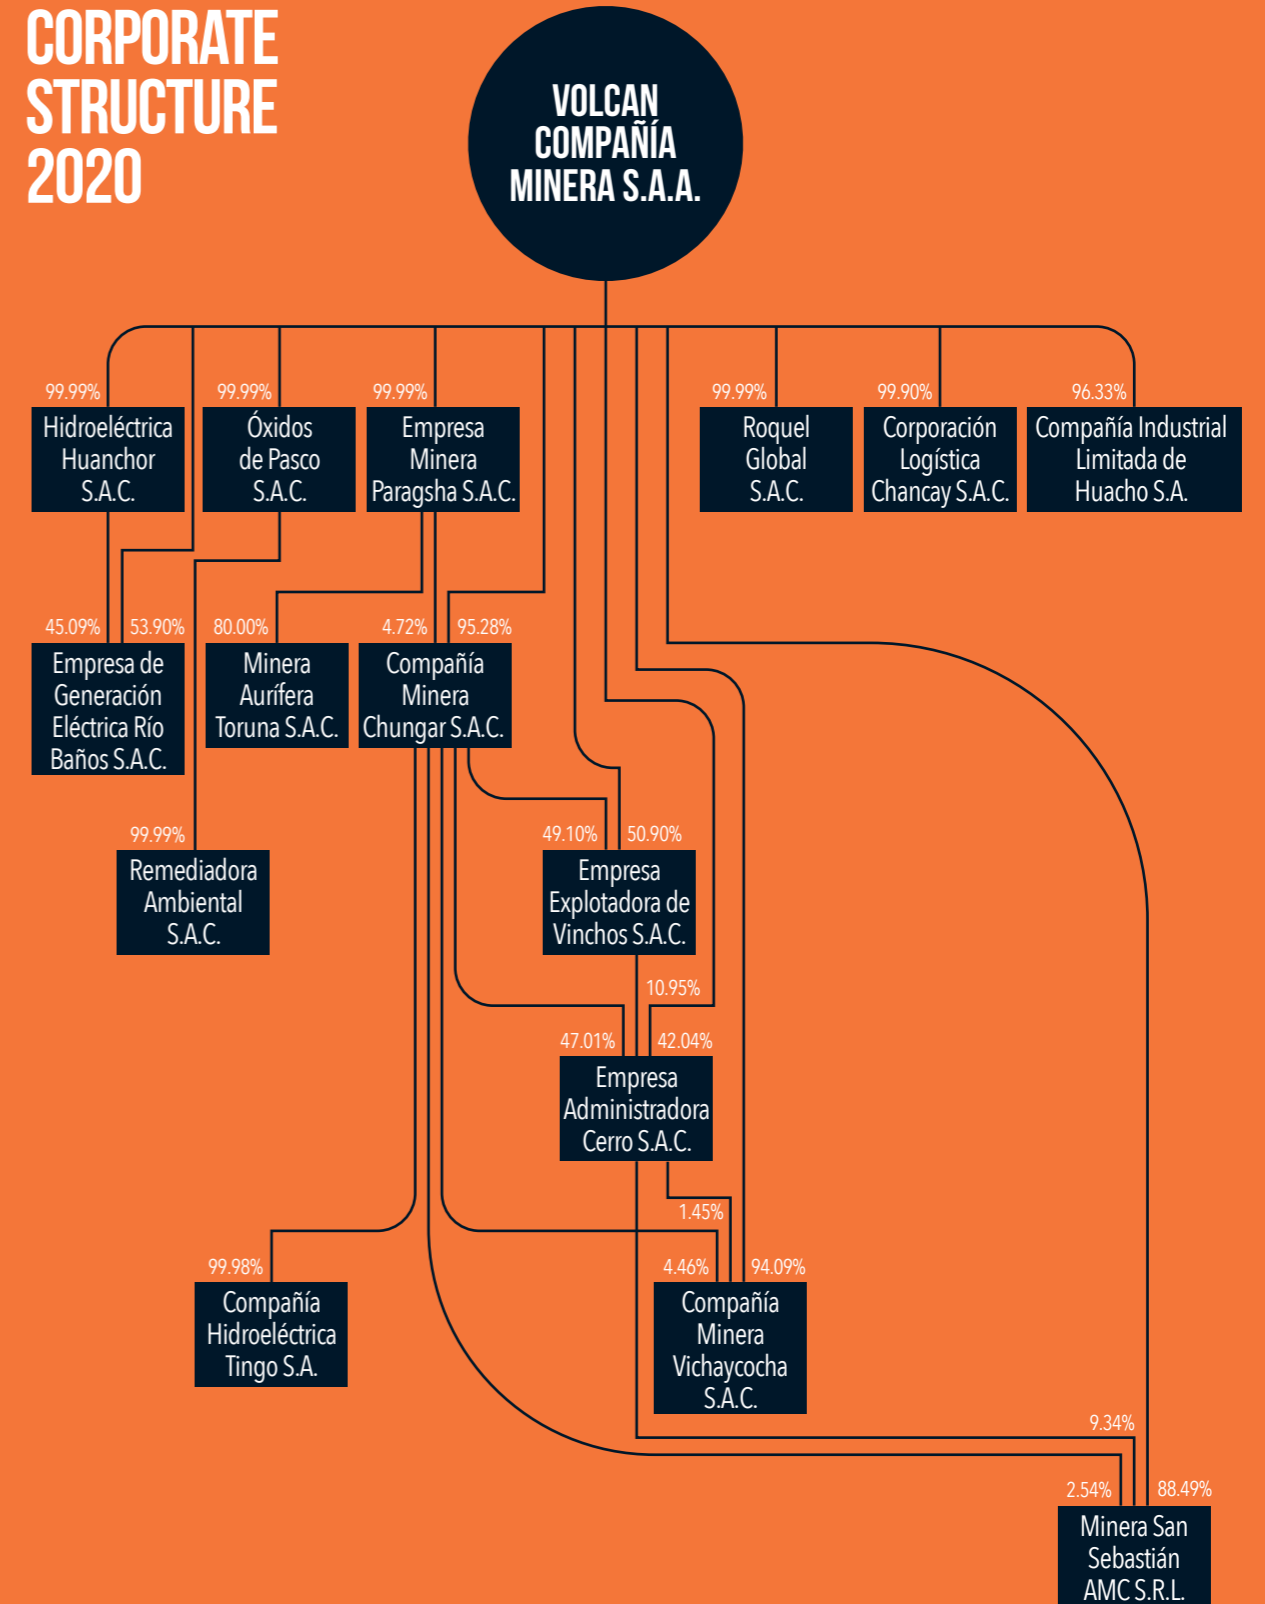 CORPORATE
STRUCTURE
2020
VOLCAN
COMPAÑÍA
MINERA S.A.A.
99.99%
99.99%
99.99%
99.99%
99.90%
96.33%
Hidroeléctrica
Huanchor
S.A.C.
Óxidos
de Pasco
S.A.C.
Empresa
Minera
Paragsha S.A.C.
Roquel
Global
S.A.C.
Corporación
Logística
Chancay S.A.C.
Compañía Industrial
Limitada de
Huacho S.A.
45.09%
53.90%
80.00%
4.72%
95.28%
Empresa de
Generación
Eléctrica Río
Baños S.A.C.
Minera
Aurífera
Toruna S.A.C.
Compañía
Minera
Chungar S.A.C.
99.99%
49.10%
50.90%
Remediadora
Ambiental
S.A.C.
Empresa
Explotadora de
Vinchos S.A.C.
10.95%
47.01%
42.04%
Empresa
Administradora
Cerro S.A.C.
1.45%
99.98%
4.46%
94.09%
Compañía
Hidroeléctrica
Tingo S.A.
Compañía
Minera
Vichaycocha
S.A.C.
9.34%
2.54%
88.49%
Minera San
Sebastián
AMC S.R.L.